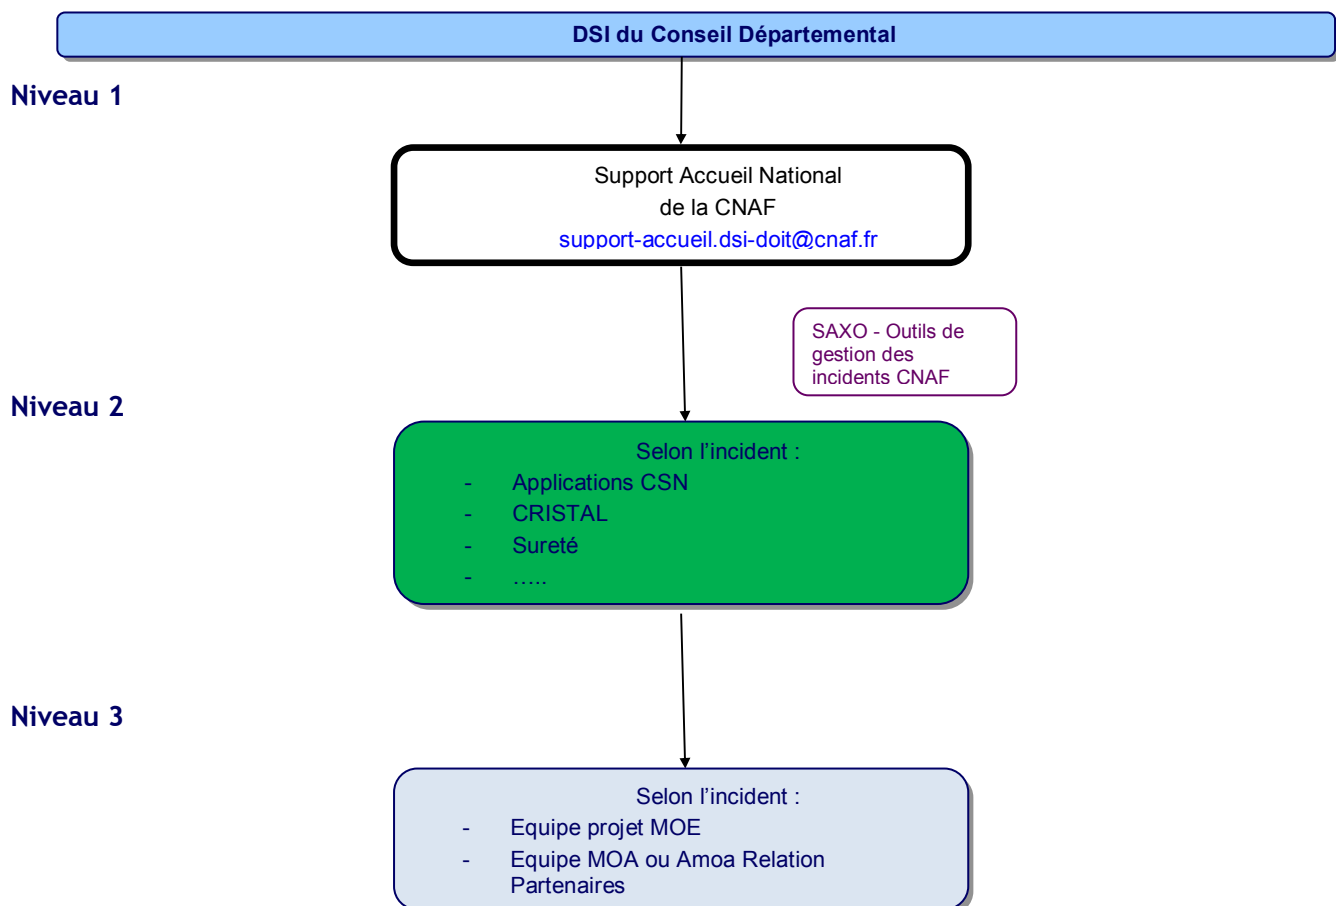 DSI du Conseil Départemental
Niveau 1
Support Accueil National
de la CNAF
support-accueil.dsi-doit@cnaf.fr
SAXO - Outils de
gestion des
incidents CNAF
Niveau 2
Selon l’incident :
- Applications CSN
- CRISTAL
- Sureté
- …..
Niveau 3
Selon l’incident :
- Equipe projet MOE
- Equipe MOA ou Amoa Relation
Partenaires